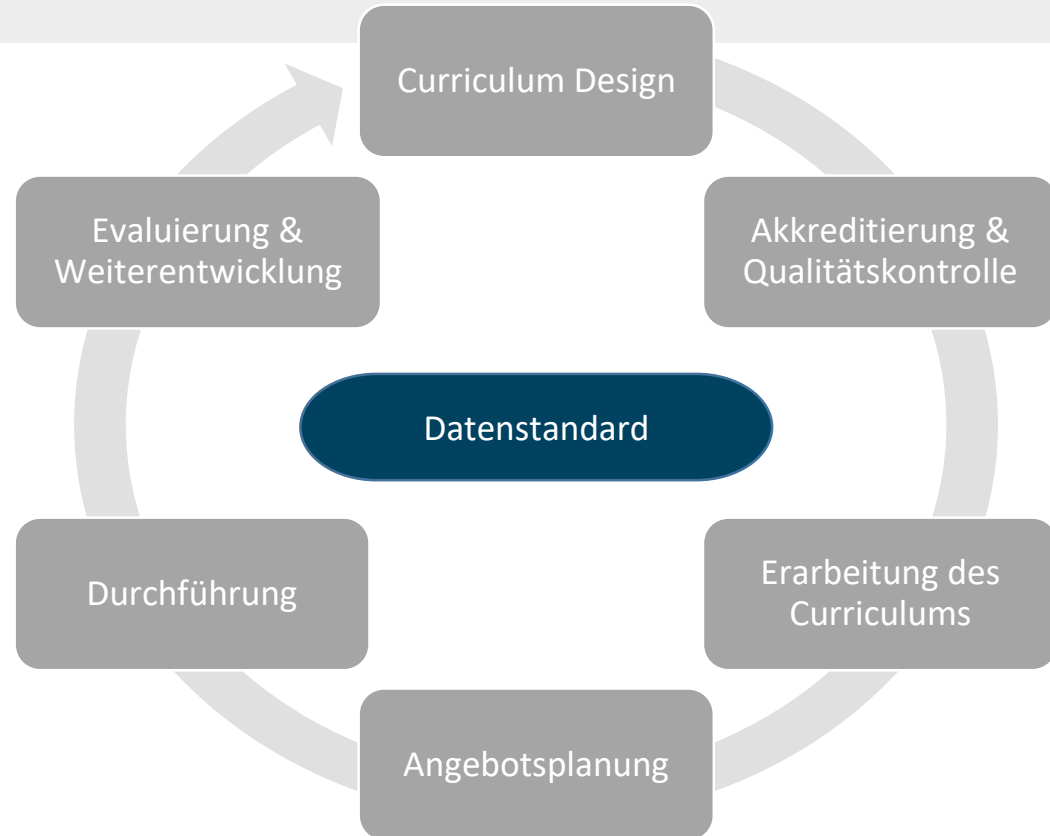 Curriculum Design
Akkreditierung &
Qualitätskontrolle
Erarbeitung des
Curriculums
Angebotsplanung
Durchführung
Evaluierung &
Weiterentwicklung
Datenstandard